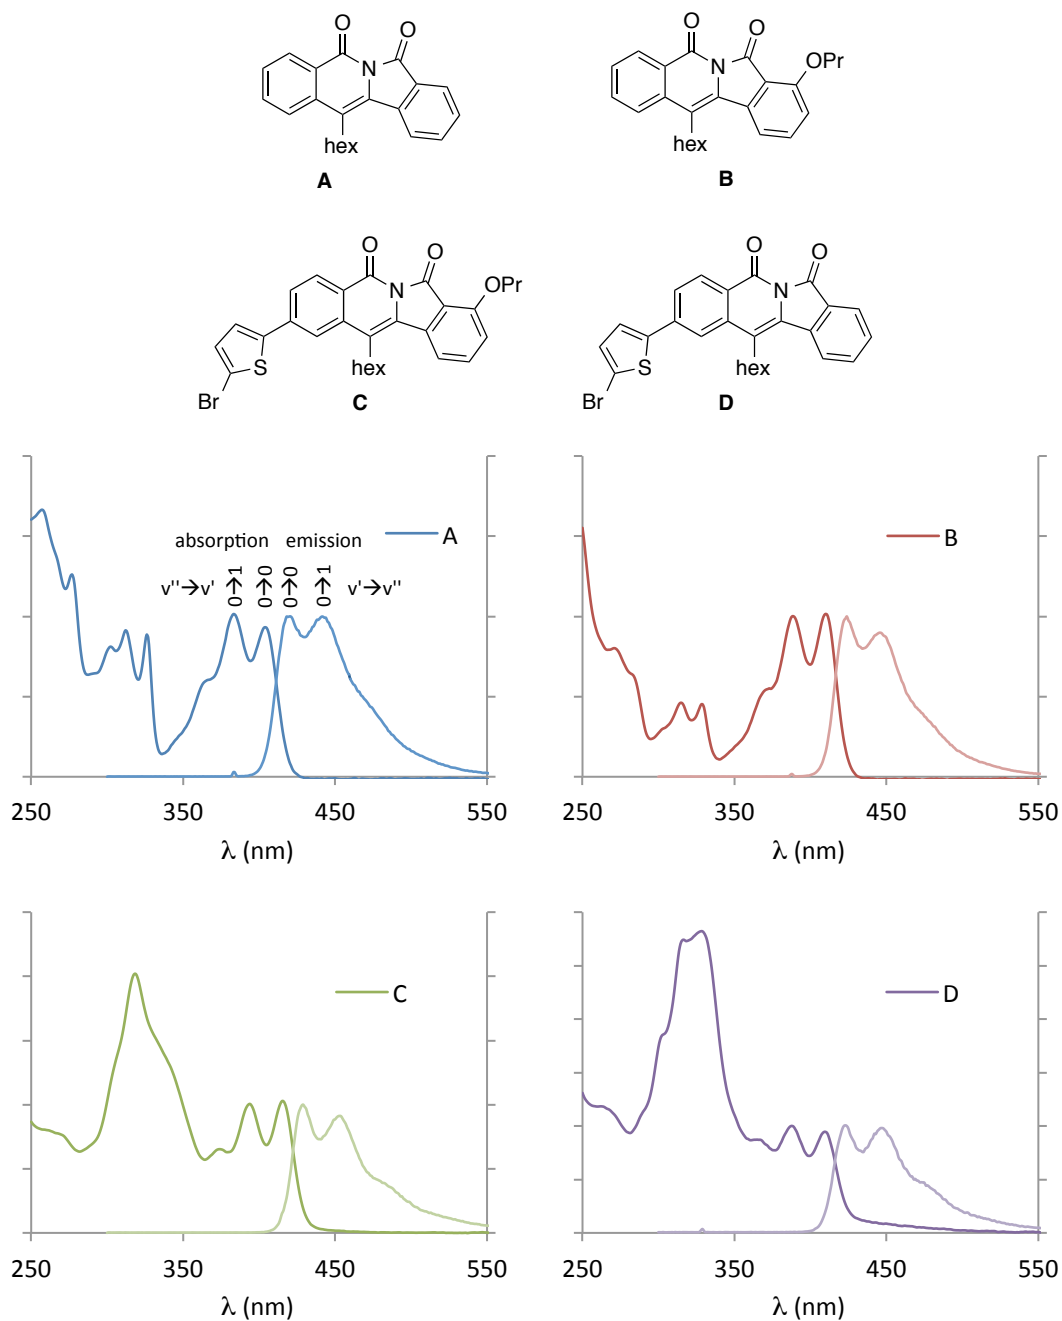 O O
N
hex
A
O O
N OPr
hex
B
O O
N OPr
S
Br
hex
C
O O
N
S
Br
hex
D
absorption emission
A
v''→v' 0→1 0→0 0→0 0→1 v'→v''
250 350 450 550
λ (nm)
B
250 350 450 550
λ (nm)
C
250 350 450 550
λ (nm)
D
250 350 450 550
λ (nm)